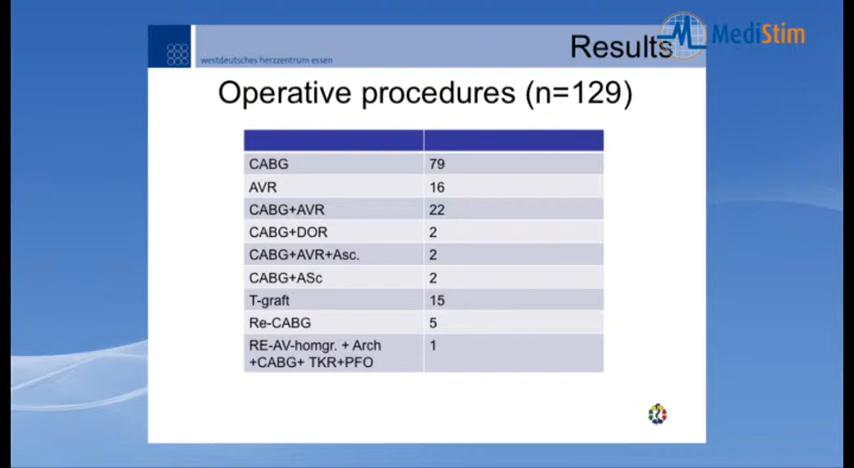 Results
MediStim
westdeutsches herzzentrum essen
Operative procedures (n=129)
CABG 79
AVR 16
CABG+AVR 22
CABG+DOR 2
CABG+AVR+Asc. 2
CABG+ASc 2
T-graft 15
Re-CABG 5
RE-AV-homgr. + Arch 1
+CABG+ TKR+PFO